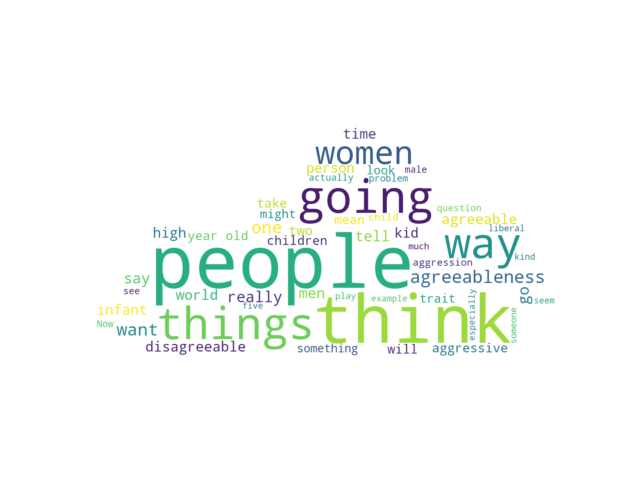 time
women
person look male
actually problem
going
take question
might mean child agreeable
one two liberal
high year old children tell kid way
people much kind
aggression
say agreeableness
world really men play example trait go seem
see especially
infant five someone
Now want things think
disagreeable something will aggressive